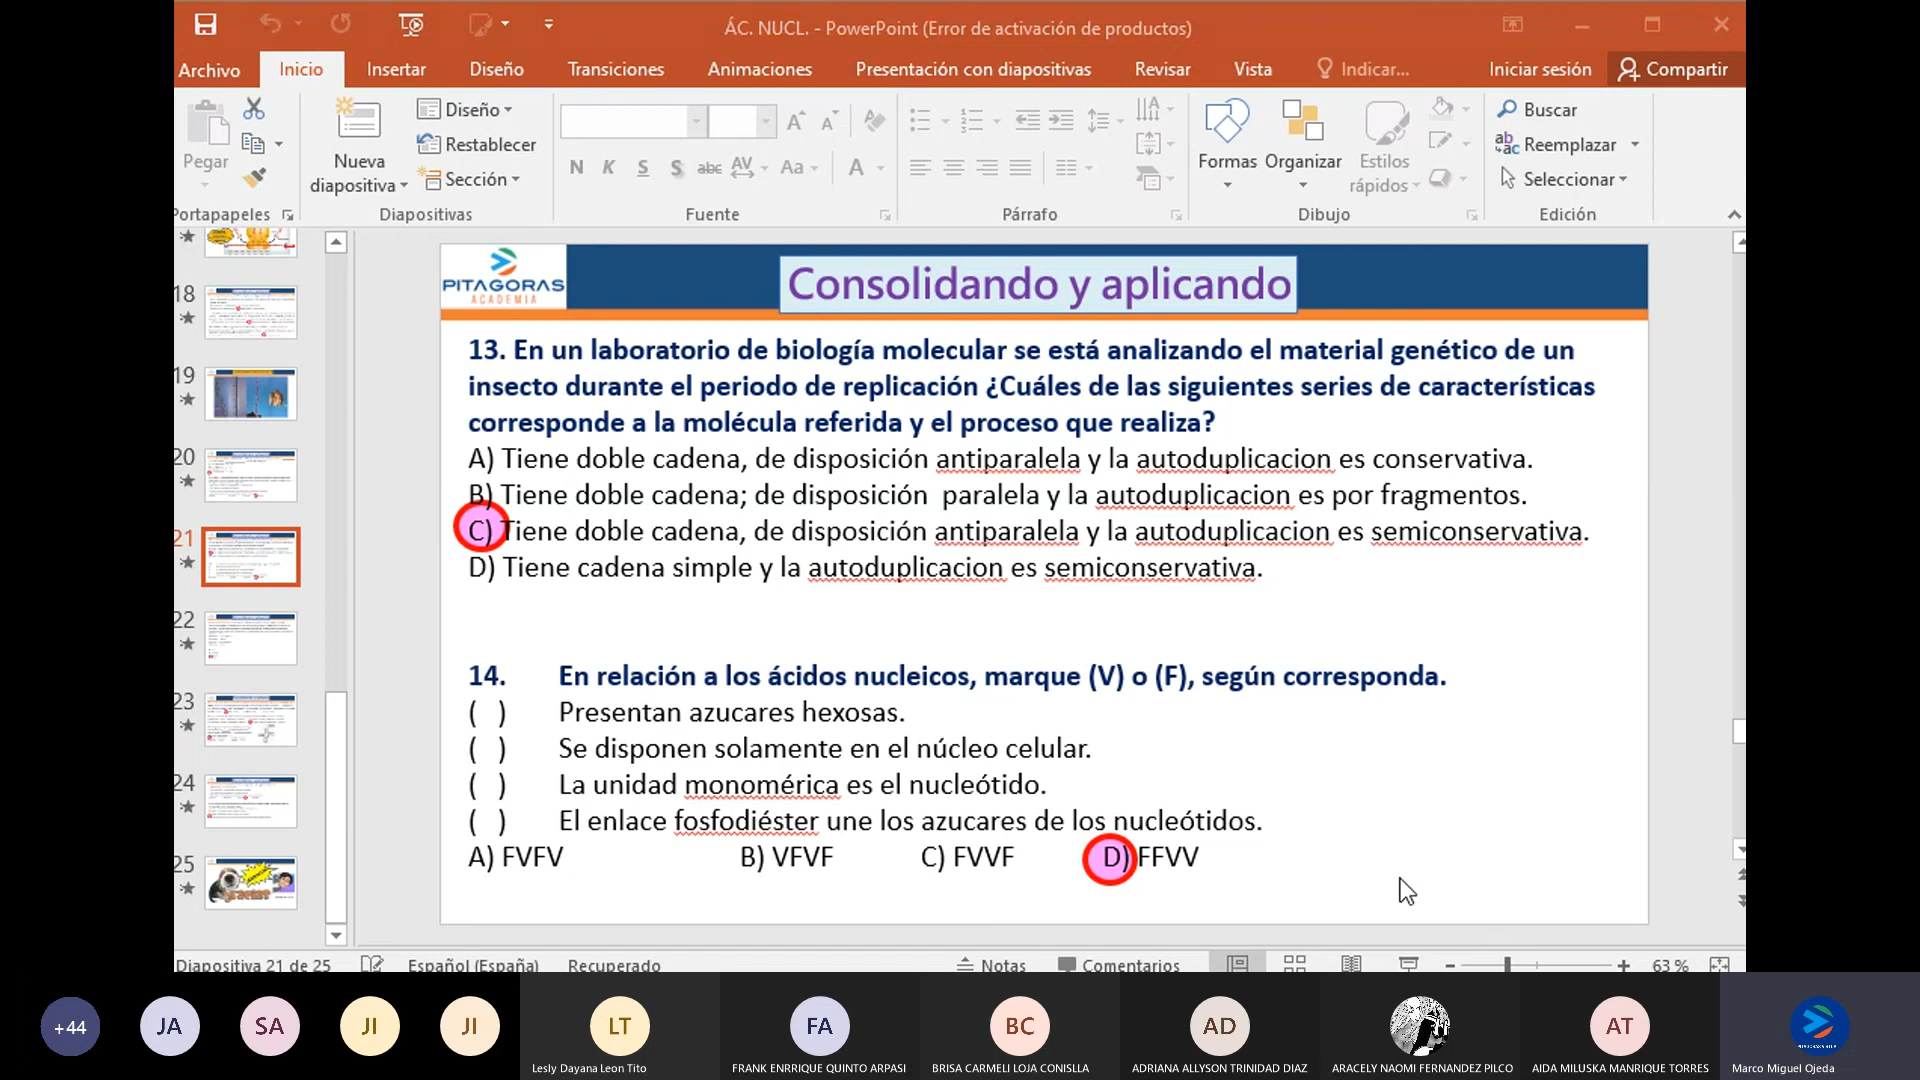 ÁC. NUCL. - PowerPoint (Error de activación de productos)
Archivo Inicio Insertar Diseño Transiciones Animaciones Presentación con diapositivas Revisar Vista Indicar... Iniciar sesión Compartir
Pegar
Portapapeles
Nueva diapositiva
Diseño
Restablecer
Sección
Diapositivas
N K S S abc AV Aa A
Fuente
Párrafo
Formas
Organizar
Estilos rápidos
Dibujo
Buscar
Reemplazar
Seleccionar
Edición
18
19
20
21
22
23
24
25
PITAGORAS
ACADEMIA
Consolidando y aplicando
13. En un laboratorio de biología molecular se está analizando el material genético de un
insecto durante el periodo de replicación ¿Cuáles de las siguientes series de características
corresponde a la molécula referida y el proceso que realiza?
A) Tiene doble cadena, de disposición antiparalela y la autoduplicacion es conservativa.
B) Tiene doble cadena; de disposición paralela y la autoduplicacion es por fragmentos.
C) Tiene doble cadena, de disposición antiparalela y la autoduplicacion es semiconservativa.
D) Tiene cadena simple y la autoduplicacion es semiconservativa.
14. En relación a los ácidos nucleicos, marque (V) o (F), según corresponda.
( ) Presentan azucares hexosas.
( ) Se disponen solamente en el núcleo celular.
( ) La unidad monomérica es el nucleótido.
( ) El enlace fosfodiéster une los azucares de los nucleótidos.
A) FVFV B) VFVF C) FVVF D) FFVV
Diapositiva 21 de 25 Español (España) Recuperado Notas Comentarios 63 %
+44 JA SA JI JI LT FA BC AD AT
Lesly Dayana Leon Tito FRANK ENRRIQUE QUINTO ARPASI BRISA CARMELI LOJA CONISLLA ADRIANA ALLYSON TRINIDAD DIAZ ARACELY NAOMI FERNANDEZ PILCO AIDA MILUSKA MANRIQUE TORRES Marco Miguel Ojeda